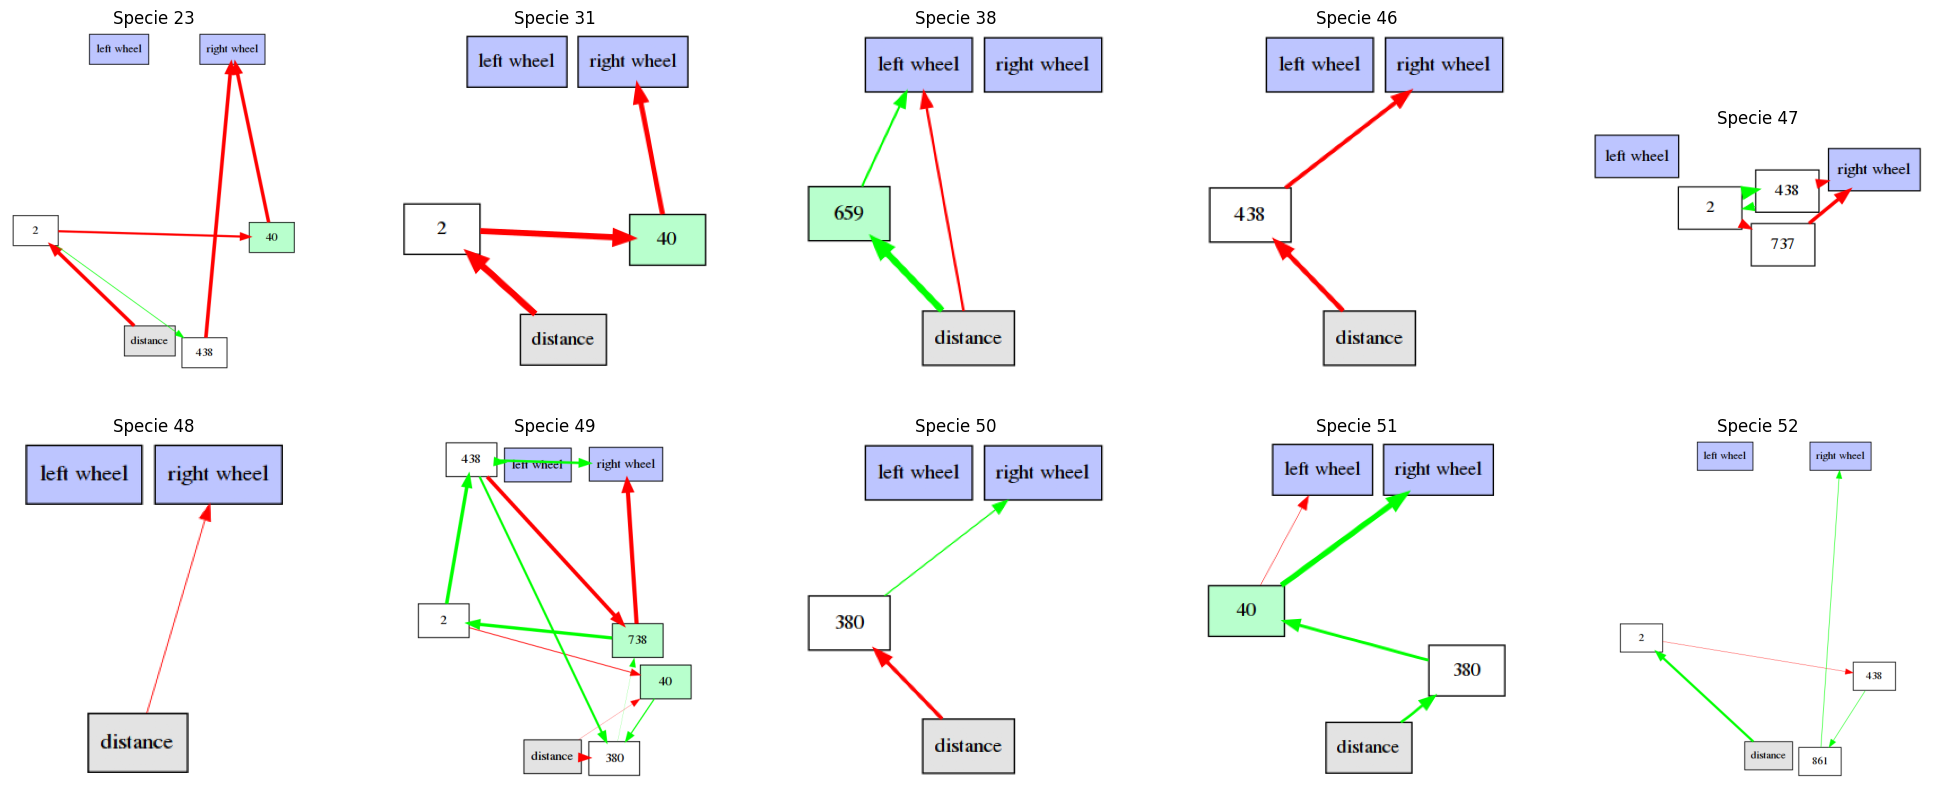 Specie 23
left wheel
right wheel
2
40
distance
438
Specie 31
left wheel
right wheel
2
40
distance
Specie 38
left wheel
right wheel
659
distance
Specie 46
left wheel
right wheel
438
distance
Specie 47
left wheel
right wheel
438
2
737
Specie 48
left wheel
right wheel
distance
Specie 49
438
left wheel
right wheel
2
738
40
distance
380
Specie 50
left wheel
right wheel
380
distance
Specie 51
left wheel
right wheel
40
380
distance
Specie 52
left wheel
right wheel
2
438
distance
861